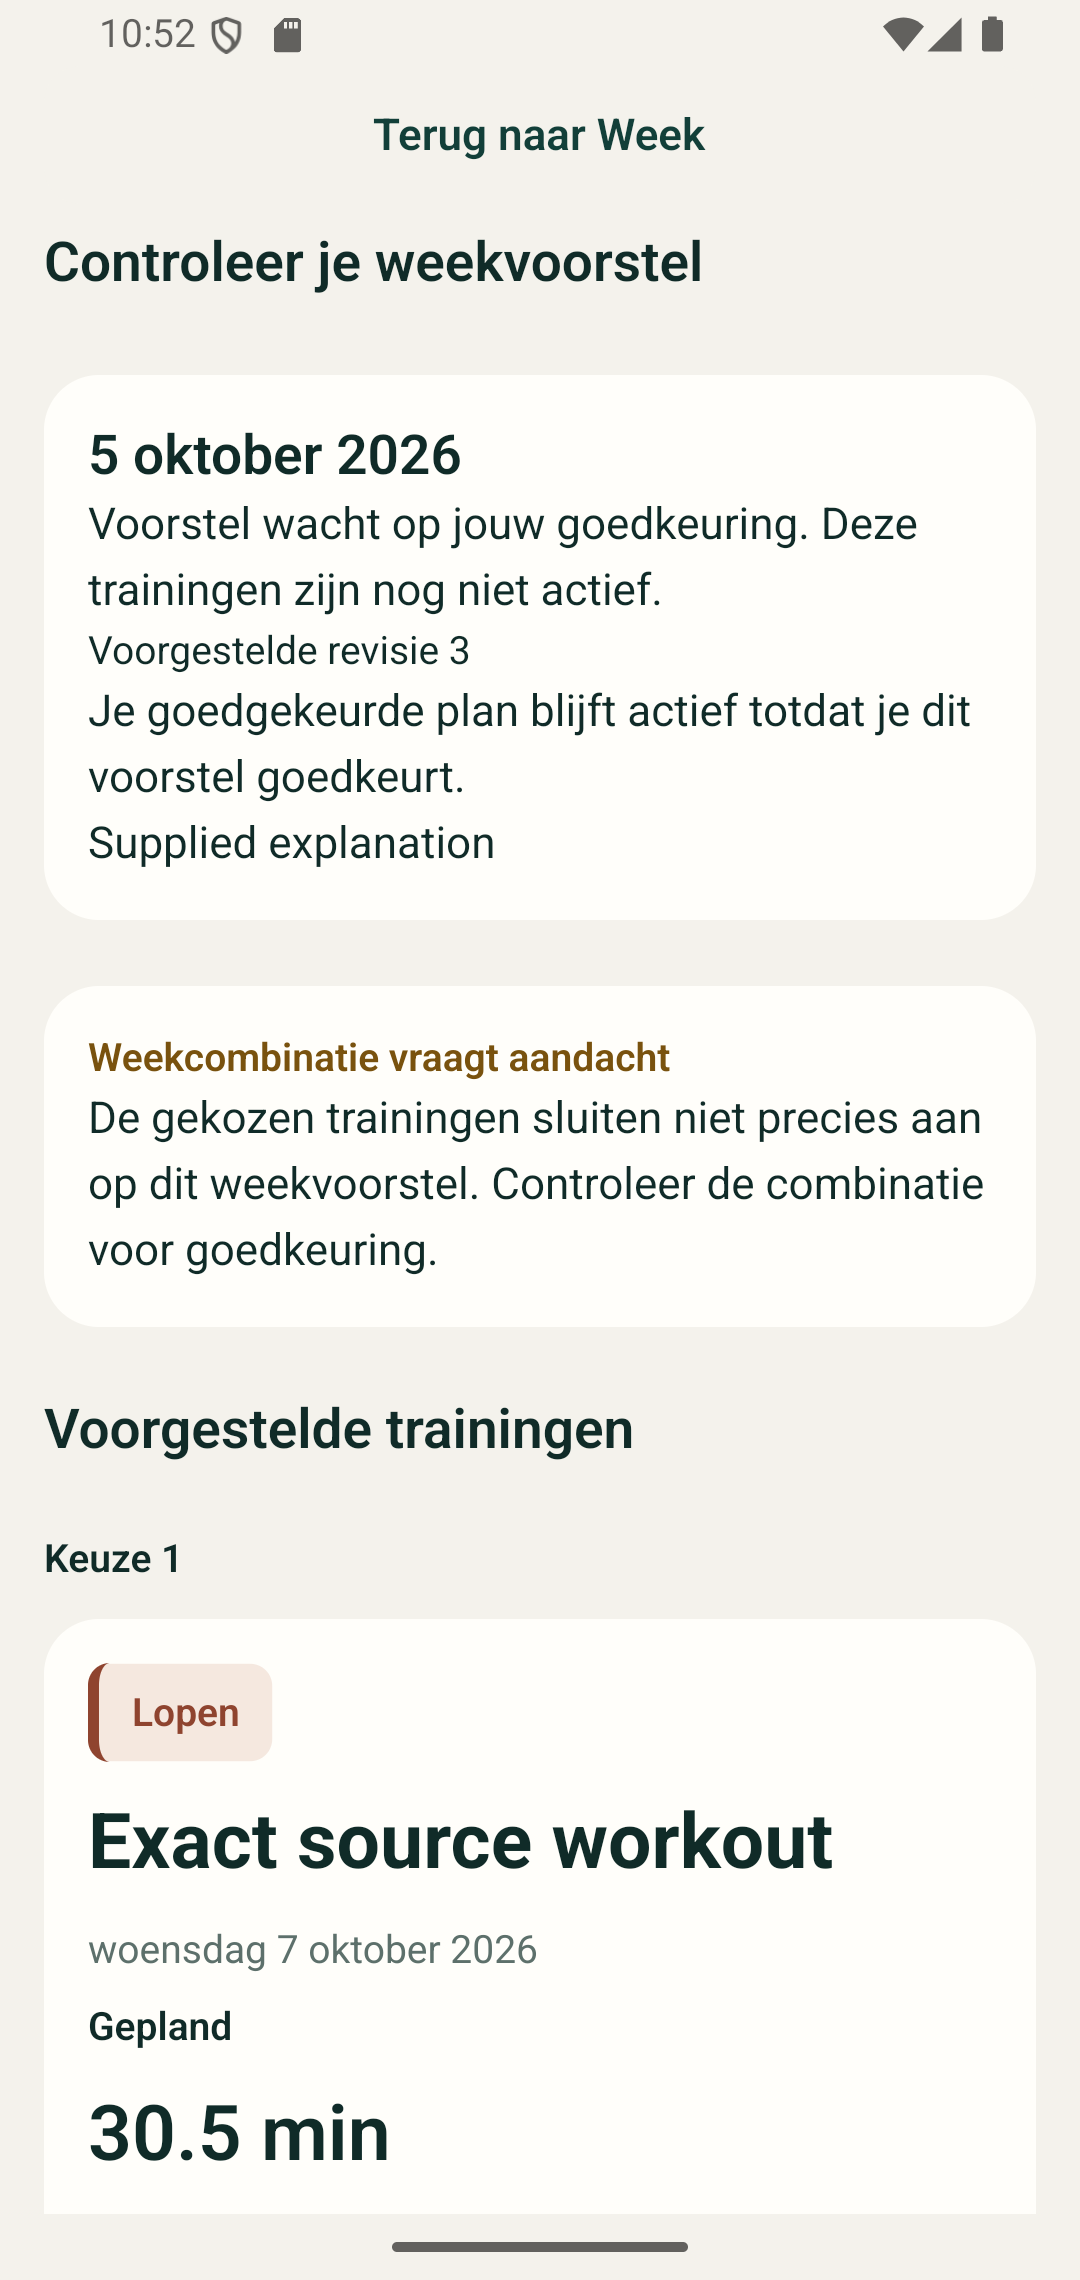 10:52
Terug naar Week
Controleer je weekvoorstel
5 oktober 2026
Voorstel wacht op jouw goedkeuring. Deze
trainingen zijn nog niet actief.
Voorgestelde revisie 3
Je goedgekeurde plan blijft actief totdat je dit
voorstel goedkeurt.
Supplied explanation
Weekcombinatie vraagt aandacht
De gekozen trainingen sluiten niet precies aan
op dit weekvoorstel. Controleer de combinatie
voor goedkeuring.
Voorgestelde trainingen
Keuze 1
Lopen
Exact source workout
woensdag 7 oktober 2026
Gepland
30.5 min